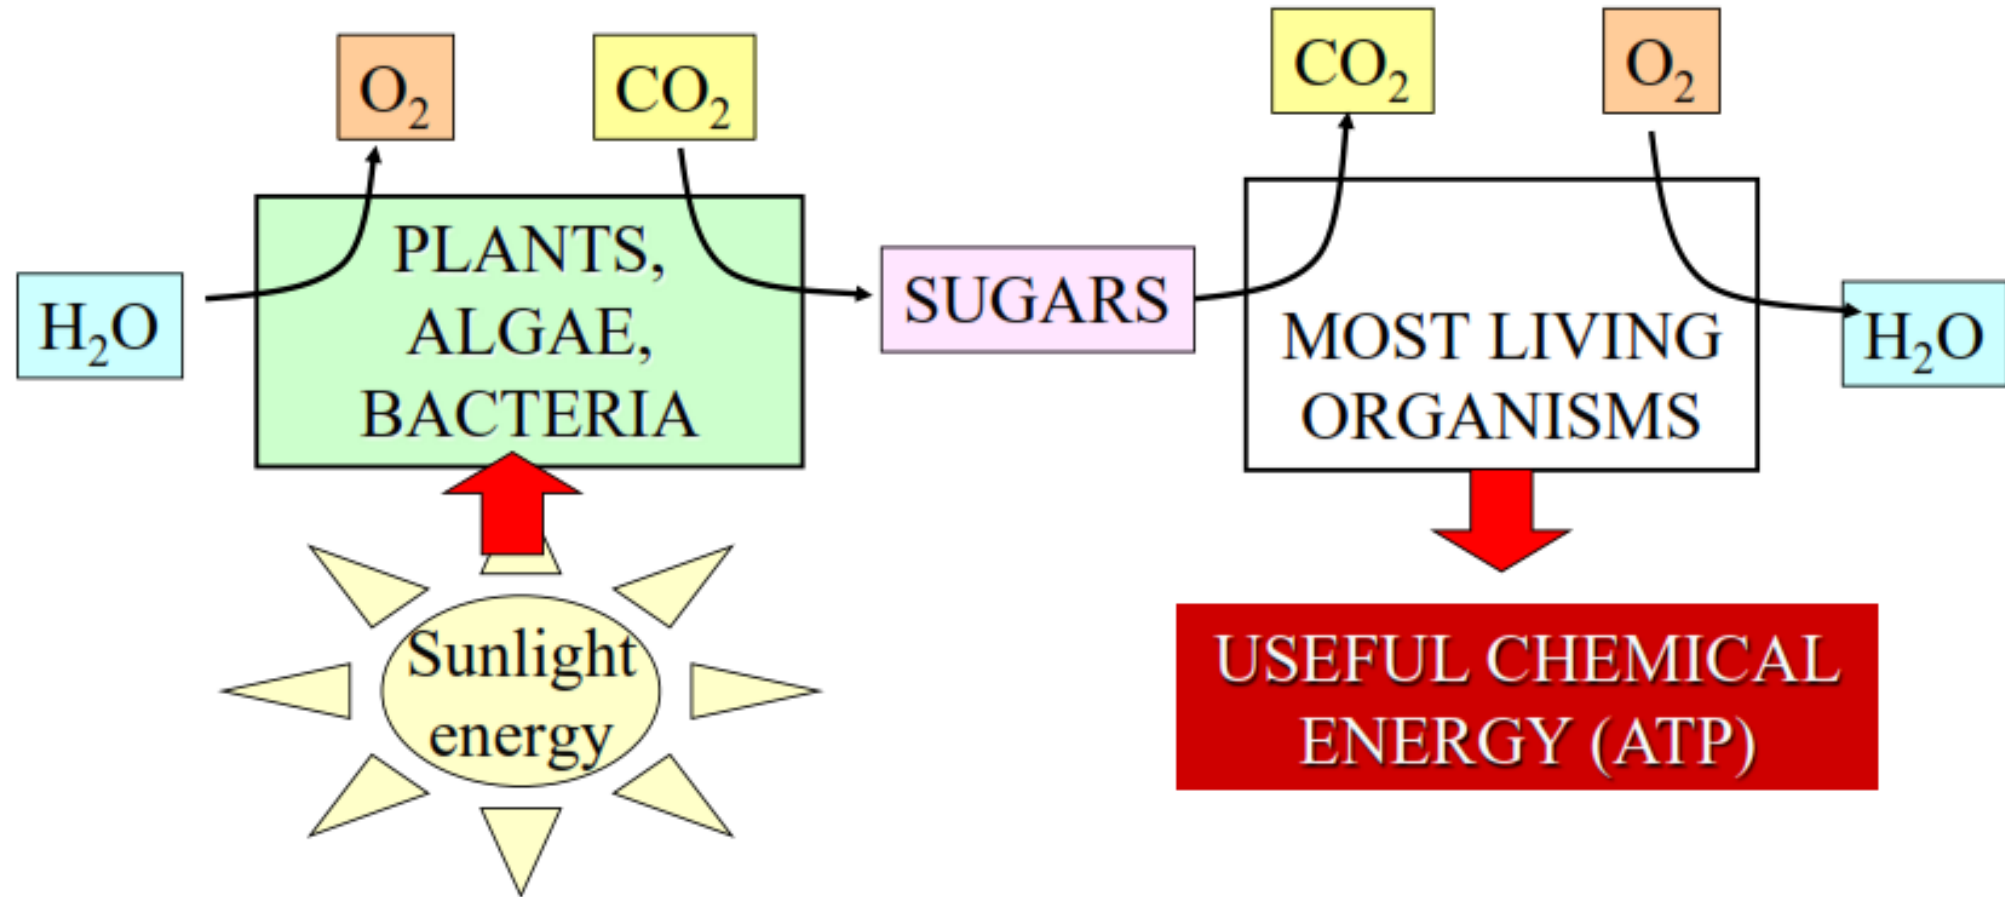 O₂
CO₂
CO₂
O₂
PLANTS,
ALGAE,
BACTERIA
H₂O
SUGARS
MOST LIVING
ORGANISMS
H₂O
Sunlight
energy
USEFUL CHEMICAL
ENERGY (ATP)